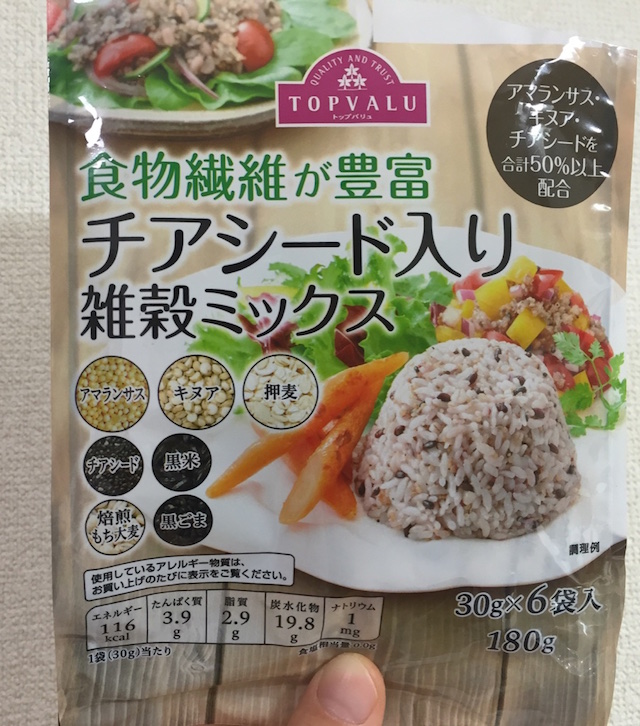 QUALITY AND TRUST
TOPVALU
トップバリュ
アマランサス・
キヌア・
チアシードを
合計50%以上
配合
食物繊維が豊富
チアシード入り
雑穀ミックス
アマランサス
キヌア
押麦
チアシード
黒米
焙煎
もち大麦
黒ごま
調理例
使用しているアレルギー物質は、
お買い上げのたびに表示をご覧ください。
30g×6袋入
180g
エネルギー
116
kcal
たんぱく質
3.9
g
脂質
2.9
g
炭水化物
19.8
g
ナトリウム
1
mg
1袋(30g)当たり
食塩相当量 0.0g